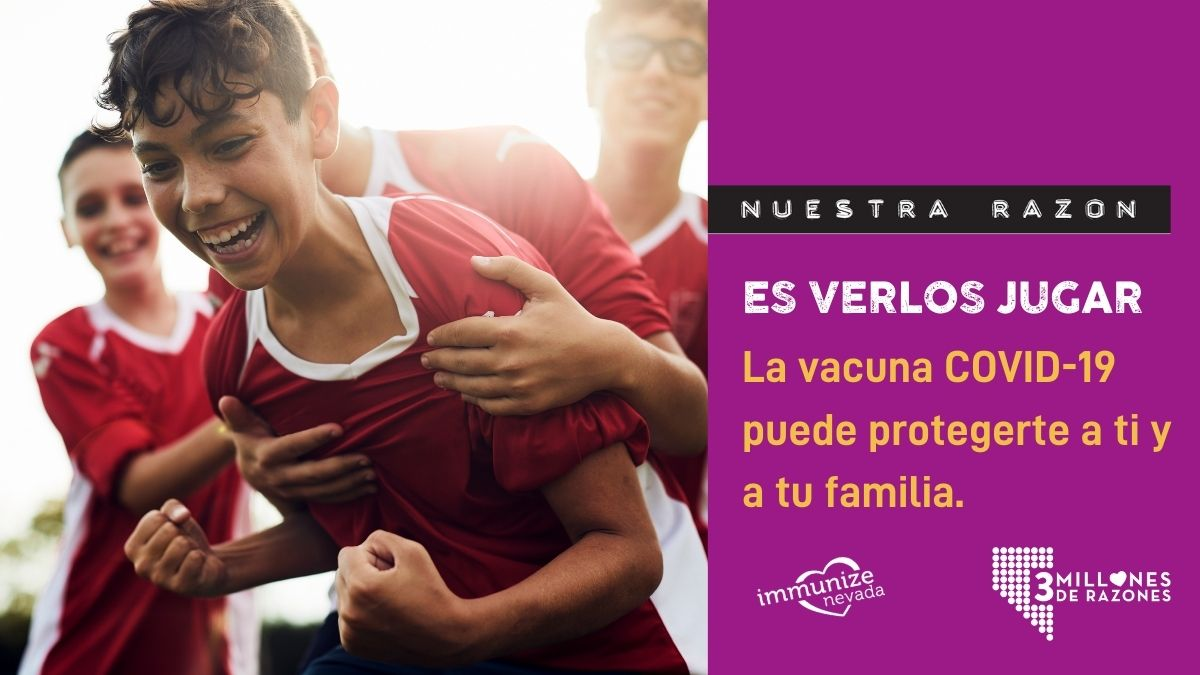 NUESTRA RAZON
ES VERLOS JUGAR
La vacuna COVID-19
puede protegerte a ti y
a tu familia.
immunize
nevada
3 MILLONES
DE RAZONES